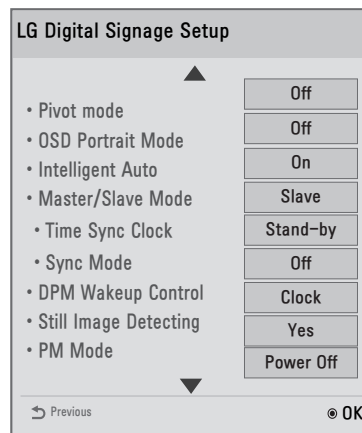 LG Digital Signage Setup
• Pivot mode
Off
• OSD Portrait Mode
Off
• Intelligent Auto
On
• Master/Slave Mode
Slave
• Time Sync Clock
Stand-by
• Sync Mode
Off
• DPM Wakeup Control
Clock
• Still Image Detecting
Yes
• PM Mode
Power Off
Previous
OK